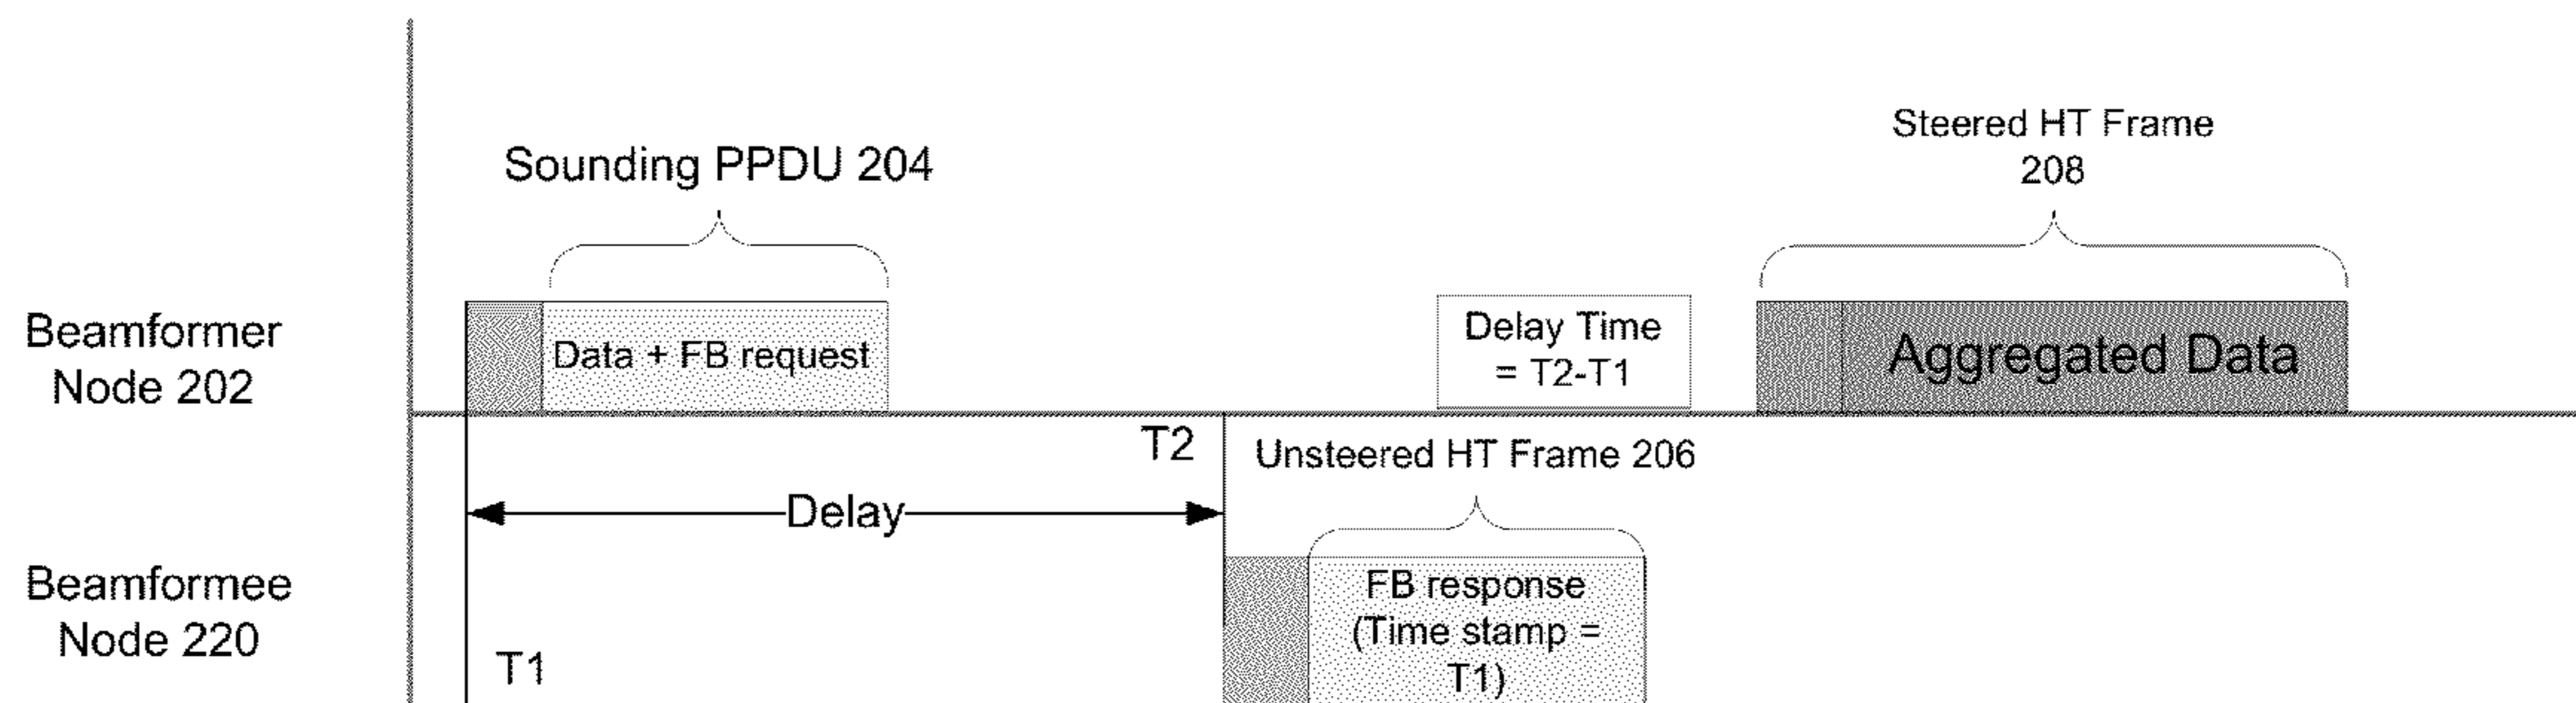 Steered HT Frame
208
Sounding PPDU 204
Beamformer
Node 202
Data + FB request
Delay Time
= T2-T1
Aggregated Data
T2
Unsteered HT Frame 206
Delay
Beamformee
Node 220
T1
FB response
(Time stamp =
T1)